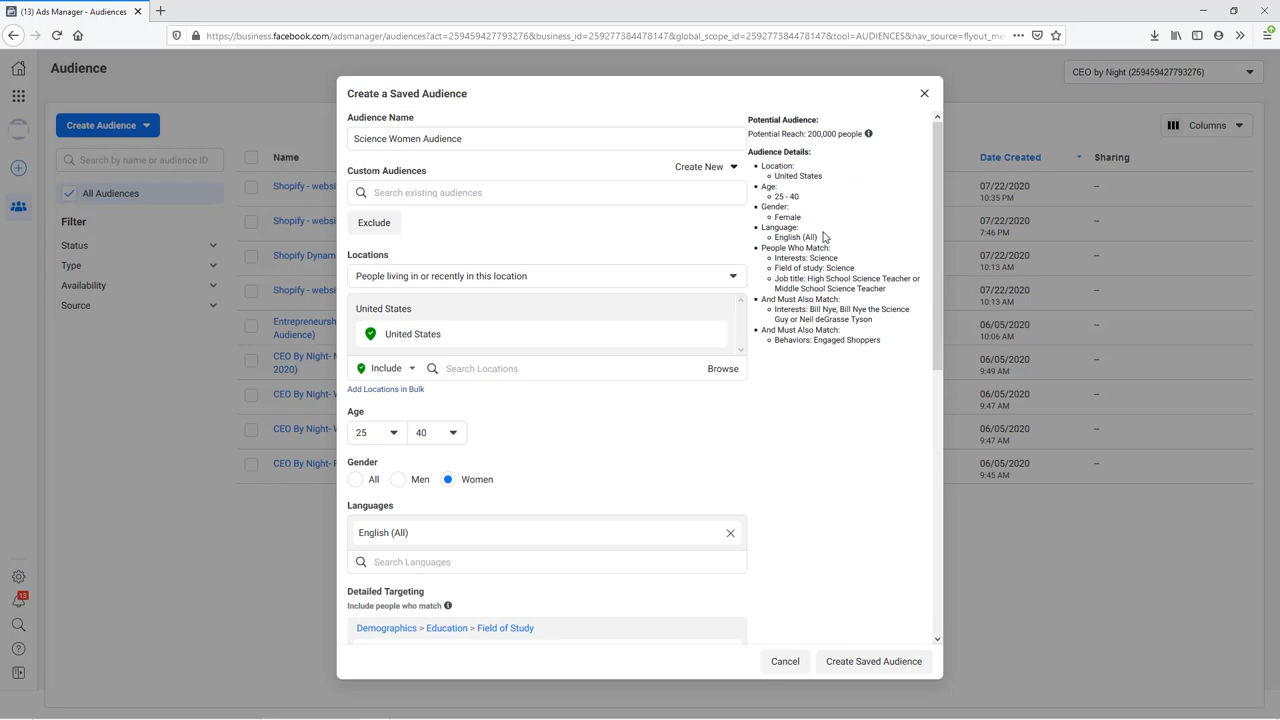 (13) Ads Manager - Audiences
https://business.facebook.com/adsmanager/audiences?act=259459427793276&business_id=259277384478147&global_scope_id=259277384478147&tool=AUDIENCES&nav_source=flyout_me
Audience
CEO by Night (259459427793276)
Create Audience
Columns
Search by name or audience ID
All Audiences
Filter
Status
Type
Availability
Source
Name
Date Created
Sharing
Shopify - websi
07/22/2020
10:35 PM
--
Shopify - websi
07/22/2020
7:46 PM
--
Shopify Dynam
07/22/2020
10:13 AM
--
Shopify - websi
07/22/2020
10:13 AM
--
Entrepreneursh
Audience)
06/05/2020
10:06 AM
--
CEO By Night- M
2020)
06/05/2020
9:49 AM
--
CEO By Night- W
06/05/2020
9:47 AM
--
CEO By Night- W
06/05/2020
9:47 AM
--
CEO By Night- F
06/05/2020
9:45 AM
--
13
Create a Saved Audience
Audience Name
Science Women Audience
Custom Audiences
Create New
Search existing audiences
Exclude
Locations
People living in or recently in this location
United States
United States
Include
Search Locations
Browse
Add Locations in Bulk
Age
25
40
Gender
All
Men
Women
Languages
English (All)
Search Languages
Detailed Targeting
Include people who match
Demographics > Education > Field of Study
Potential Audience:
Potential Reach: 200,000 people
Audience Details:
Location:
United States
Age:
25 - 40
Gender:
Female
Language:
English (All)
People Who Match:
Interests: Science
Field of study: Science
Job title: High School Science Teacher or
Middle School Science Teacher
And Must Also Match:
Interests: Bill Nye, Bill Nye the Science
Guy or Neil deGrasse Tyson
And Must Also Match:
Behaviors: Engaged Shoppers
Cancel
Create Saved Audience